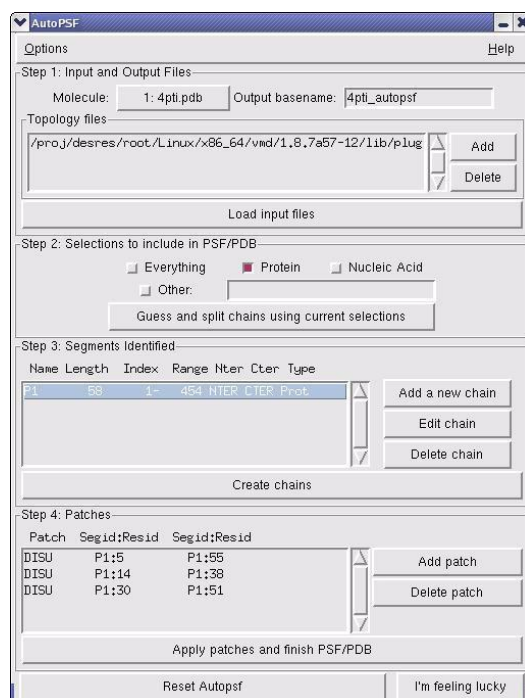 AutoPSF
Options Help
Step 1: Input and Output Files
Molecule: 1: 4pti.pdb Output basename: 4pti_autopsf
Topology files
/proj/desres/root/Linux/x86_64/vmd/1.8.7a57-12/lib/plug Add
Delete
Load input files
Step 2: Selections to include in PSF/PDB
Everything Protein Nucleic Acid
Other:
Guess and split chains using current selections
Step 3: Segments Identified
Name Length Index Range Nter Cter Type
P1 58 1- 454 NTER CTER Prot
Add a new chain
Edit chain
Delete chain
Create chains
Step 4: Patches
Patch Segid:Resid Segid:Resid
DISU P1:5 P1:55
DISU P1:14 P1:38
DISU P1:30 P1:51
Add patch
Delete patch
Apply patches and finish PSF/PDB
Reset Autopsf I'm feeling lucky